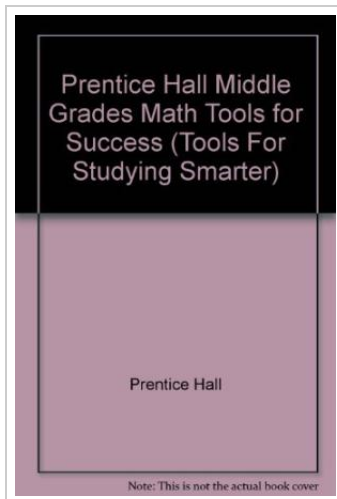 Prentice Hall Middle
Grades Math Tools for
Success (Tools For
Studying Smarter)
Prentice Hall
Note: This is not the actual book cover